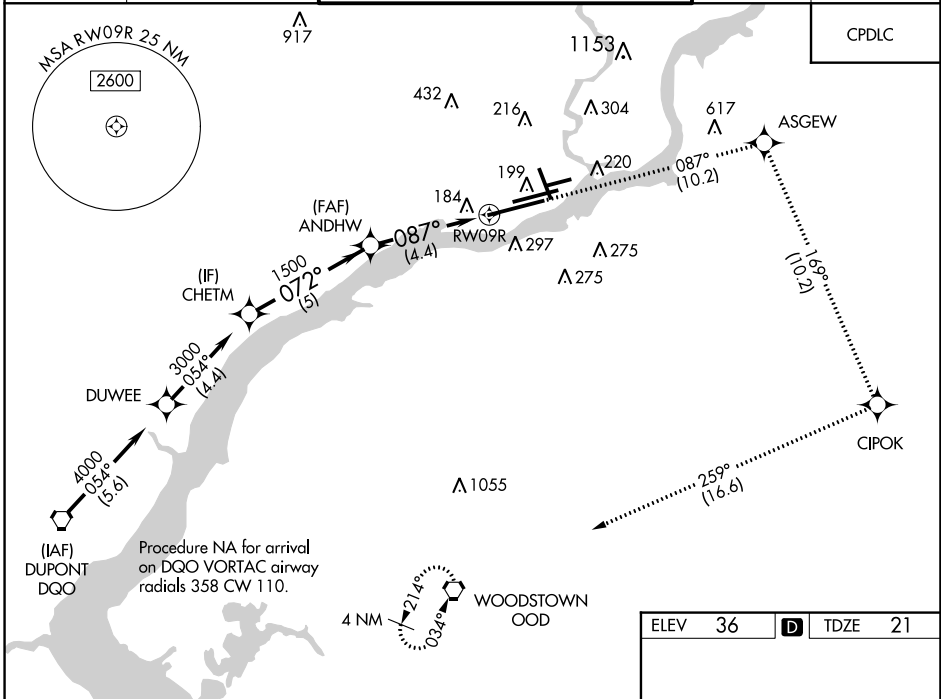 MSA RW09R 25 NM
2600
917
1153
CPDLC
432
216
304
617
ASGEW
199
220
087°
(10.2)
184
(FAF)
ANDHW
087°
(4.4)
RW09R
297
275
275
169°
(10.2)
(IF)
CHETM
1500
072°
(5)
3000
054°
(4.4)
DUWEE
CIPOK
4000
054°
(5.6)
1055
259°
(16.6)
(IAF)
DUPONT
DQO
Procedure NA for arrival
on DQO VORTAC airway
radials 358 CW 110.
4 NM
214°
034°
WOODSTOWN
OOD
ELEV 36 D TDZE 21